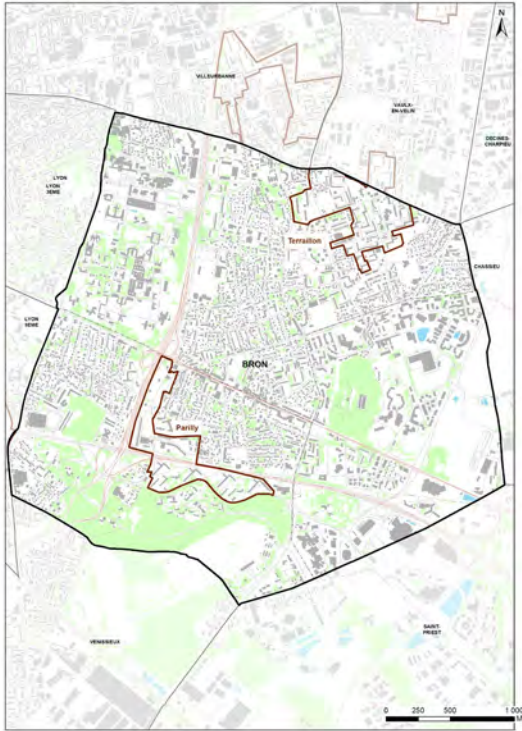 N
VILLEURBANNE
VAULX-
EN-VELIN
DECINES-
CHARPIEU
LYON
LYON
3EME
Terraillon
CHASSIEU
LYON
8EME
BRON
Parilly
SAINT-
PRIEST
VENISSIEUX
0 250 500 1 000
M